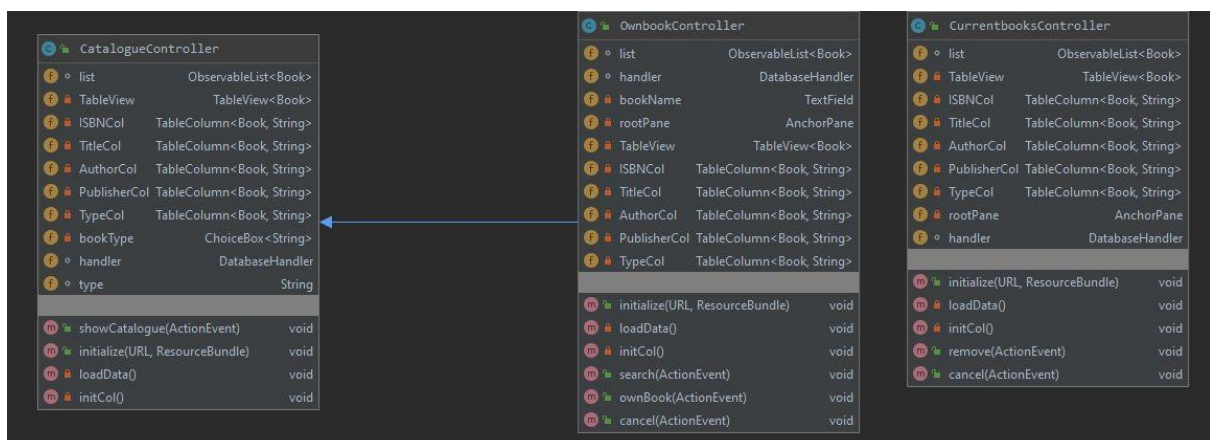 CatalogueController
f list ObservableList<Book>
f TableView TableView<Book>
f ISBNCol TableColumn<Book, String>
f TitleCol TableColumn<Book, String>
f AuthorCol TableColumn<Book, String>
f PublisherCol TableColumn<Book, String>
f TypeCol TableColumn<Book, String>
f bookType ChoiceBox<String>
f handler DatabaseHandler
f type String
m showCatalogue(ActionEvent) void
m initialize(URL, ResourceBundle) void
m loadData() void
m initCol() void
c OwnbookController
f list ObservableList<Book>
f handler DatabaseHandler
f bookName TextField
f rootPane AnchorPane
f TableView TableView<Book>
f ISBNCol TableColumn<Book, String>
f TitleCol TableColumn<Book, String>
f AuthorCol TableColumn<Book, String>
f PublisherCol TableColumn<Book, String>
f TypeCol TableColumn<Book, String>
m initialize(URL, ResourceBundle) void
m loadData() void
m initCol() void
m search(ActionEvent) void
m ownBook(ActionEvent) void
m cancel(ActionEvent) void
c CurrentbooksController
f list ObservableList<Book>
f TableView TableView<Book>
f ISBNCol TableColumn<Book, String>
f TitleCol TableColumn<Book, String>
f AuthorCol TableColumn<Book, String>
f PublisherCol TableColumn<Book, String>
f TypeCol TableColumn<Book, String>
f rootPane AnchorPane
f handler DatabaseHandler
m initialize(URL, ResourceBundle) void
m loadData() void
m initCol() void
m remove(ActionEvent) void
m cancel(ActionEvent) void